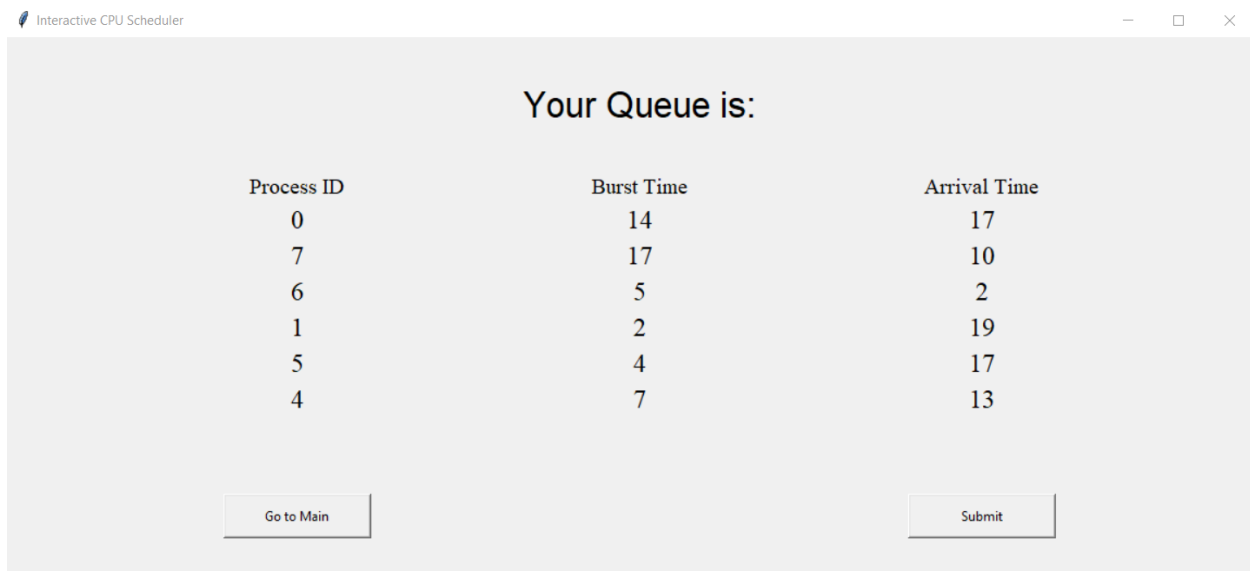 Interactive CPU Scheduler
Your Queue is:
Process ID Burst Time Arrival Time
0 14 17
7 17 10
6 5 2
1 2 19
5 4 17
4 7 13
Go to Main Submit